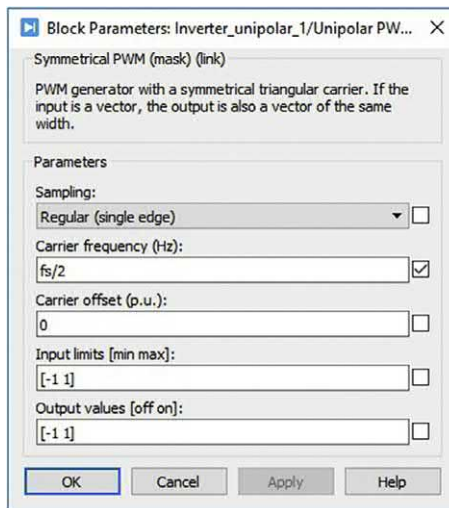 Block Parameters: Inverter_unipolar_1/Unipolar PW...
Symmetrical PWM (mask) (link)
PWM generator with a symmetrical triangular carrier. If the
input is a vector, the output is also a vector of the same
width.
Parameters
Sampling:
Regular (single edge)
Carrier frequency (Hz):
fs/2
Carrier offset (p.u.):
0
Input limits [min max]:
[-1 1]
Output values [off on]:
[-1 1]
OK Cancel Apply Help